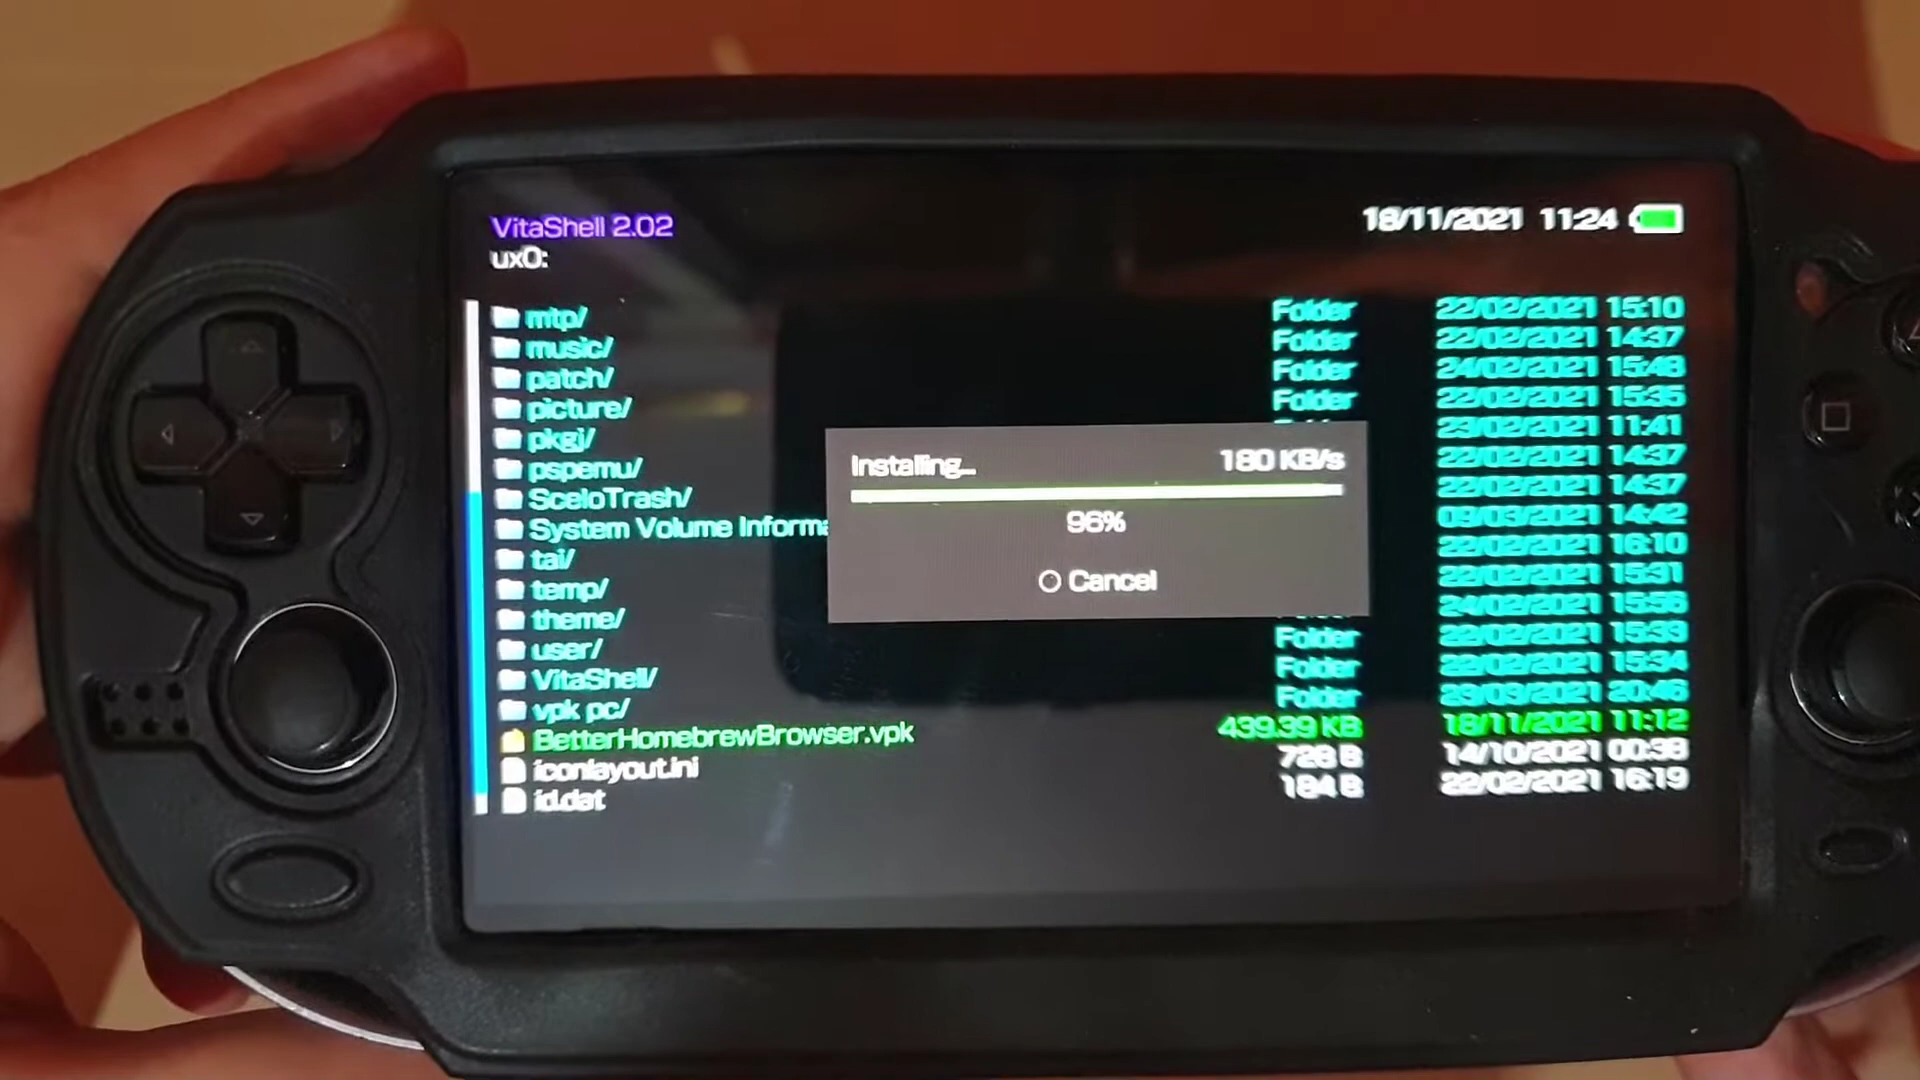 VitaShell 2.02 18/11/2021 11:24
ux0:
mtp/ Folder 22/02/2021 15:10
music/ Folder 22/02/2021 14:37
patch/ Folder 24/02/2021 15:48
picture/ Folder 22/02/2021 15:35
pkgj/ 23/02/2021 11:41
pspemu/ 22/02/2021 14:37
SceIoTrash/ 22/02/2021 14:37
System Volume Informa 09/03/2021 14:42
tai/ 22/02/2021 16:10
temp/ 22/02/2021 15:31
theme/ 24/02/2021 15:56
user/ Folder 22/02/2021 15:33
VitaShell/ Folder 22/02/2021 15:34
vpk pc/ Folder 23/03/2021 20:46
BetterHomebrewBrowser.vpk 439.39 KB 18/11/2021 11:12
iconlayout.ini 728 B 14/10/2021 00:38
id.dat 184 B 22/02/2021 16:19
Installing... 180 KB/s
96%
Cancel